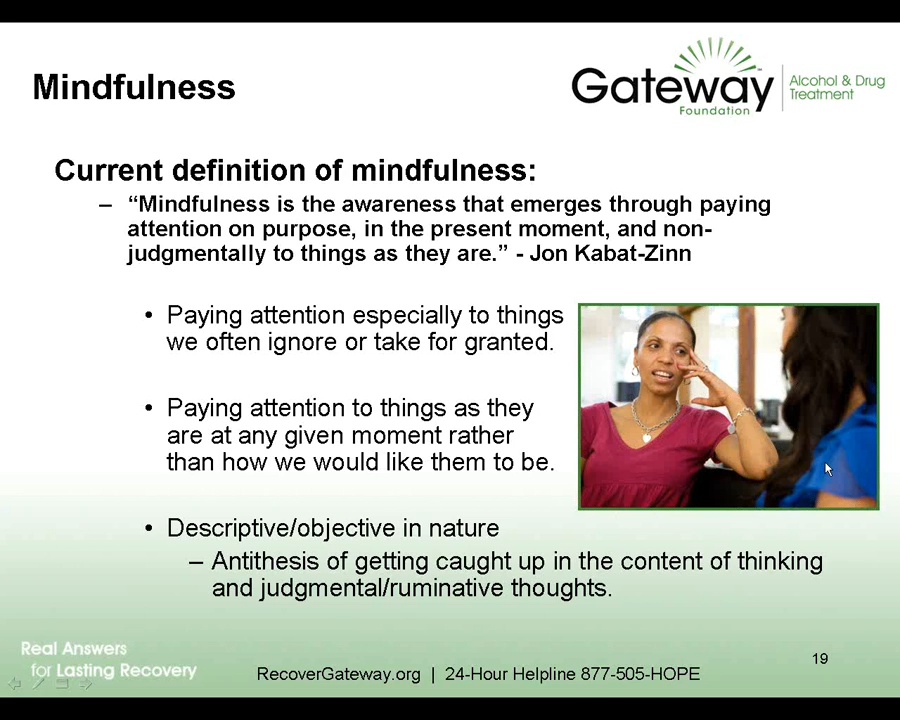 Mindfulness
Gateway
Foundation
Alcohol & Drug
Treatment
Current definition of mindfulness:
– “Mindfulness is the awareness that emerges through paying
attention on purpose, in the present moment, and non-
judgmentally to things as they are.” - Jon Kabat-Zinn
• Paying attention especially to things
we often ignore or take for granted.
• Paying attention to things as they
are at any given moment rather
than how we would like them to be.
• Descriptive/objective in nature
– Antithesis of getting caught up in the content of thinking
and judgmental/ruminative thoughts.
Real Answers
for Lasting Recovery
RecoverGateway.org | 24-Hour Helpline 877-505-HOPE
19